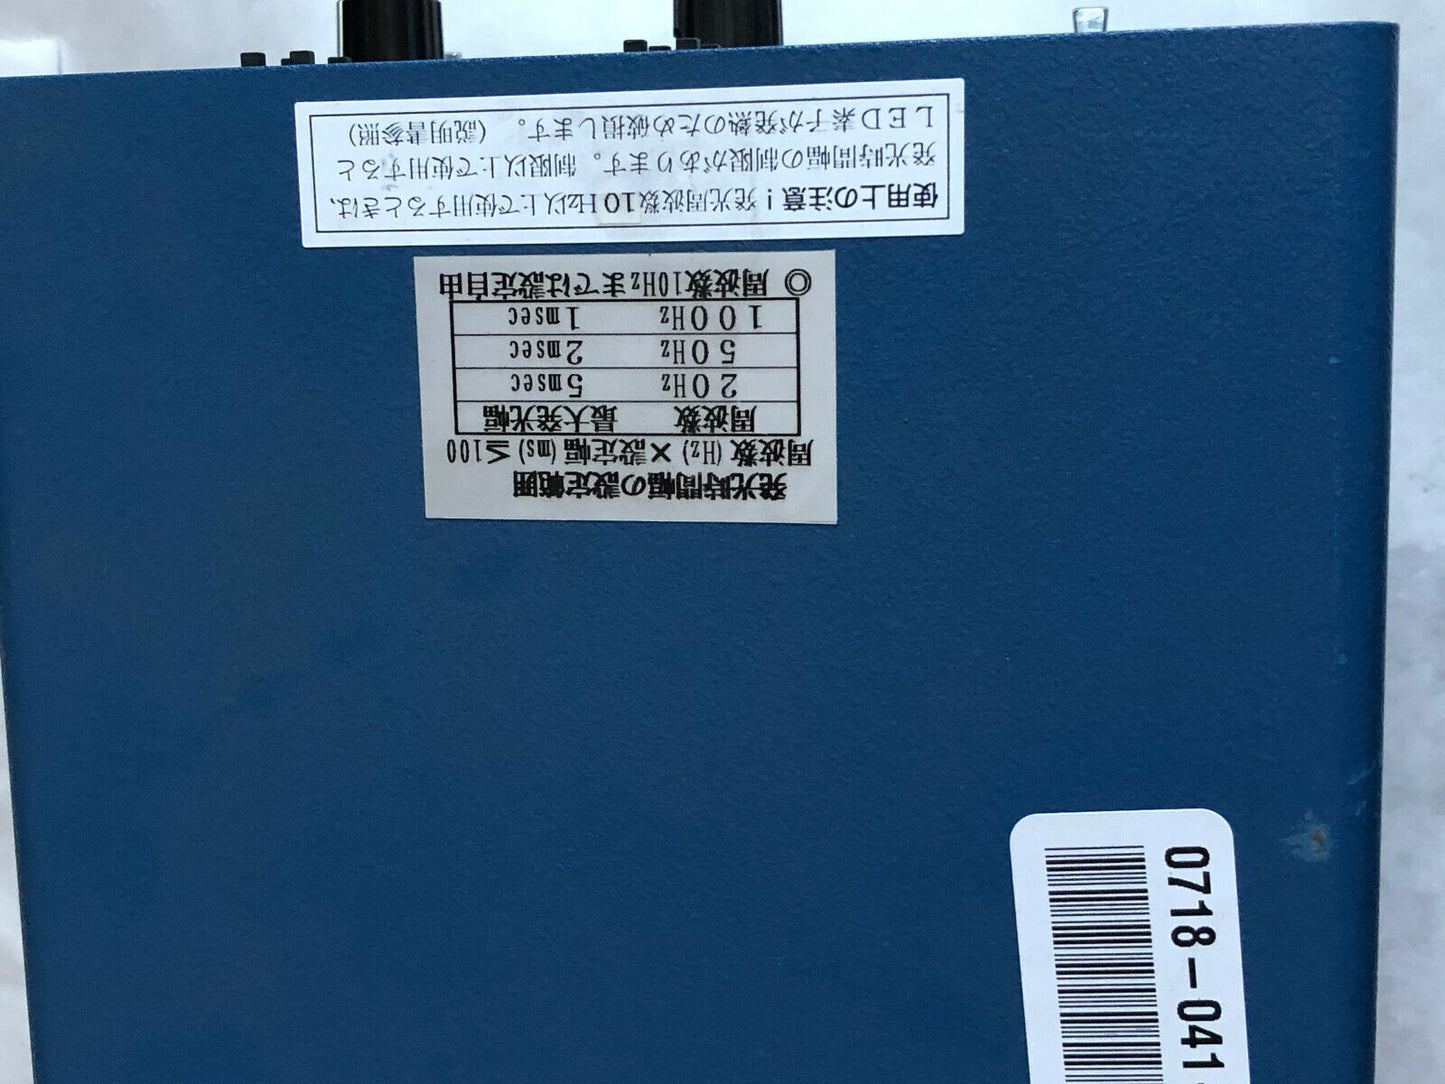 使用上の注意！発光周波数10Hz以上で使用するときは、
発光時間幅の制限があります。制限以上で使用すると
LED素子が発熱のため破損します。（説明書参照）
発光時間幅の設定範囲
周波数(Hz)×設定幅(ms)≦100
周波数 最大発光幅
20Hz 5msec
50Hz 2msec
100Hz 1msec
◎ 周波数10Hzまでは設定自由
0718-041